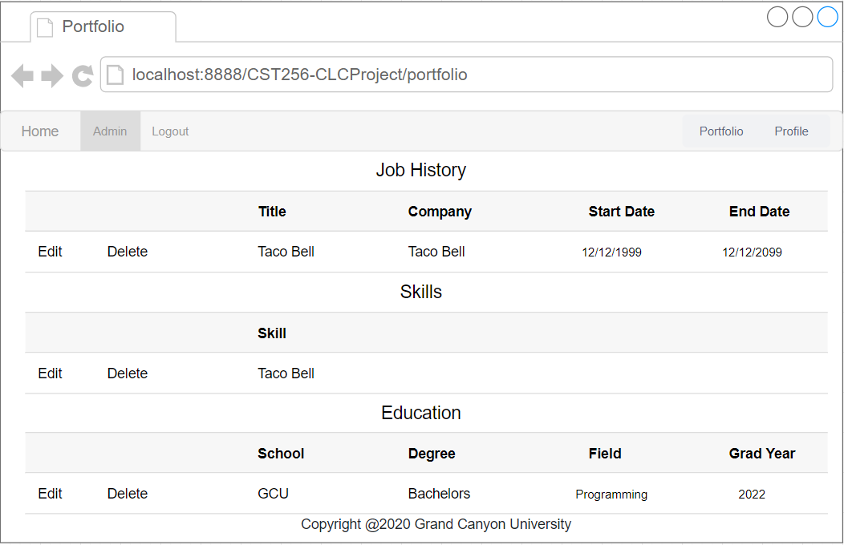 Portfolio
localhost:8888/CST256-CLCProject/portfolio
Home Admin Logout Portfolio Profile
Job History
Title Company Start Date End Date
Edit Delete Taco Bell Taco Bell 12/12/1999 12/12/2099
Skills
Skill
Edit Delete Taco Bell
Education
School Degree Field Grad Year
Edit Delete GCU Bachelors Programming 2022
Copyright @2020 Grand Canyon University